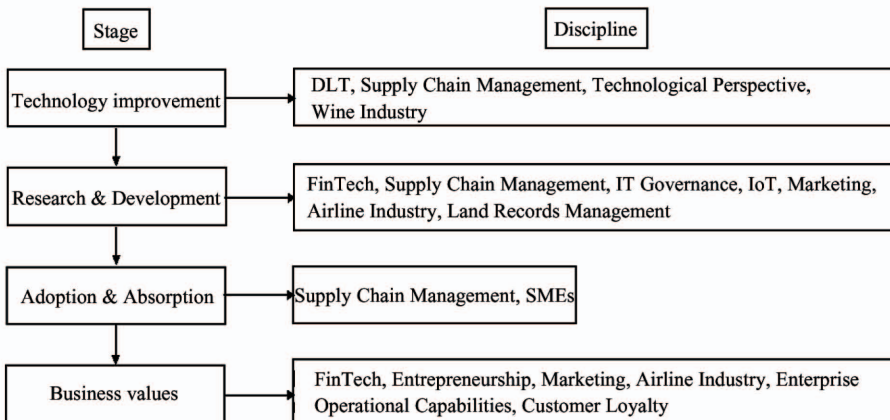 Stage
Discipline
Technology improvement
DLT, Supply Chain Management, Technological Perspective,
Wine Industry
Research & Development
FinTech, Supply Chain Management, IT Governance, IoT, Marketing,
Airline Industry, Land Records Management
Adoption & Absorption
Supply Chain Management, SMEs
Business values
FinTech, Entrepreneurship, Marketing, Airline Industry, Enterprise
Operational Capabilities, Customer Loyalty